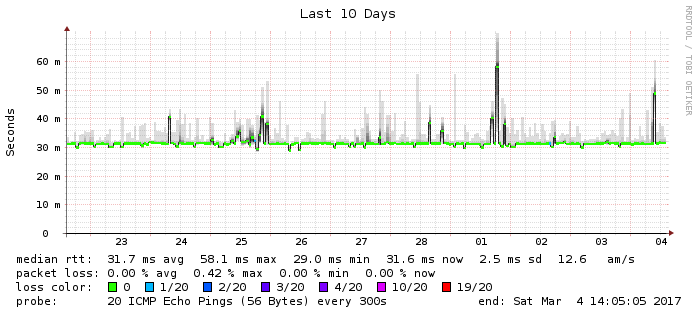 Last 10 Days
RRDTOOL / TOBI OETIKER
Seconds
60 m
50 m
40 m
30 m
20 m
10 m
0
23 24 25 26 27 28 01 02 03 04
median rtt: 31.7 ms avg 58.1 ms max 29.0 ms min 31.6 ms now 2.5 ms sd 12.6 am/s
packet loss: 0.00 % avg 0.42 % max 0.00 % min 0.00 % now
loss color: 0 1/20 2/20 3/20 4/20 10/20 19/20
probe: 20 ICMP Echo Pings (56 Bytes) every 300s end: Sat Mar 4 14:05:05 2017